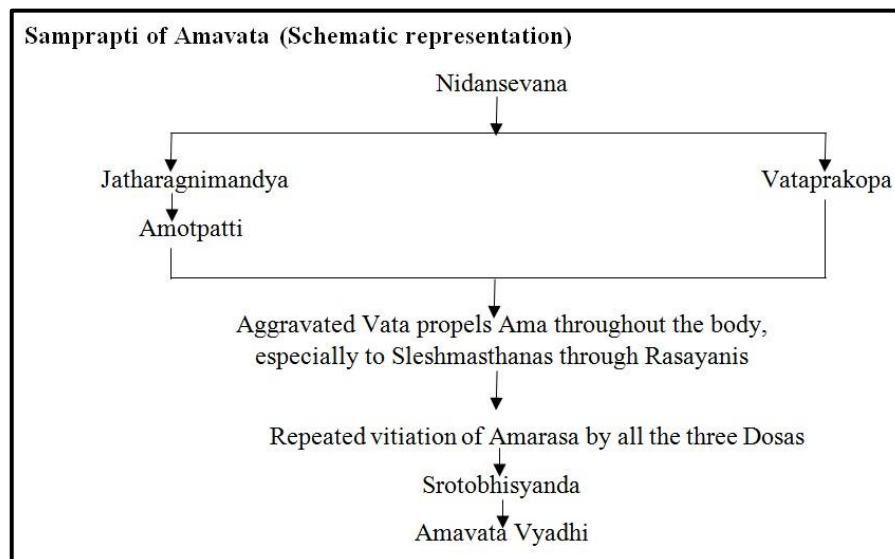 Samprapti of Amavata (Schematic representation)
Nidansevana
Jatharagnimandya
Vataprakopa
Amotpatti
Aggravated Vata propels Ama throughout the body,
especially to Sleshmasthanas through Rasayanis
Repeated vitiation of Amarasa by all the three Dosas
Srotobhisyanda
Amavata Vyadhi